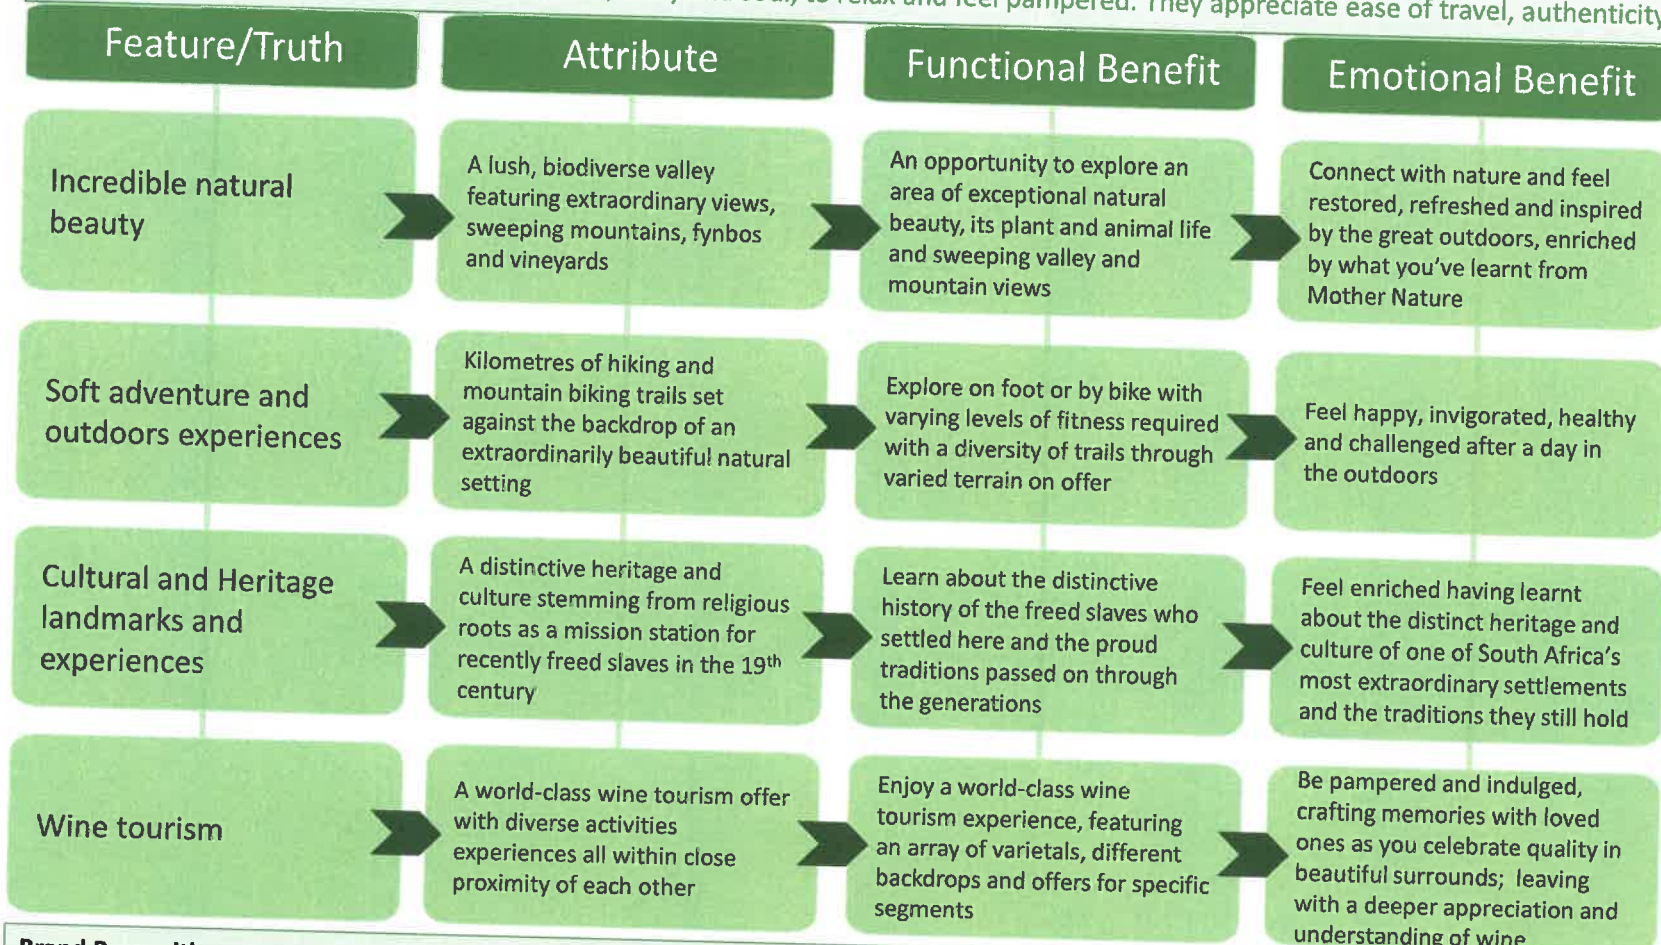 to relax and feel pampered. They appreciate ease of travel, authenticity
Feature/Truth
Attribute
Functional Benefit
Emotional Benefit
Incredible natural
beauty
A lush, biodiverse valley
featuring extraordinary views,
sweeping mountains, fynbos
and vineyards
An opportunity to explore an
area of exceptional natural
beauty, its plant and animal life
and sweeping valley and
mountain views
Connect with nature and feel
restored, refreshed and inspired
by the great outdoors, enriched
by what you've learnt from
Mother Nature
Soft adventure and
outdoors experiences
Kilometres of hiking and
mountain biking trails set
against the backdrop of an
extraordinarily beautiful natural
setting
Explore on foot or by bike with
varying levels of fitness required
with a diversity of trails through
varied terrain on offer
Feel happy, invigorated, healthy
and challenged after a day in
the outdoors
Cultural and Heritage
landmarks and
experiences
A distinctive heritage and
culture stemming from religious
roots as a mission station for
recently freed slaves in the 19th
century
Learn about the distinctive
history of the freed slaves who
settled here and the proud
traditions passed on through
the generations
Feel enriched having learnt
about the distinct heritage and
culture of one of South Africa's
most extraordinary settlements
and the traditions they still hold
Wine tourism
A world-class wine tourism offer
with diverse activities
experiences all within close
proximity of each other
Enjoy a world-class wine
tourism experience, featuring
an array of varietals, different
backdrops and offers for specific
segments
Be pampered and indulged,
crafting memories with loved
ones as you celebrate quality in
beautiful surrounds; leaving
with a deeper appreciation and
understanding of wine